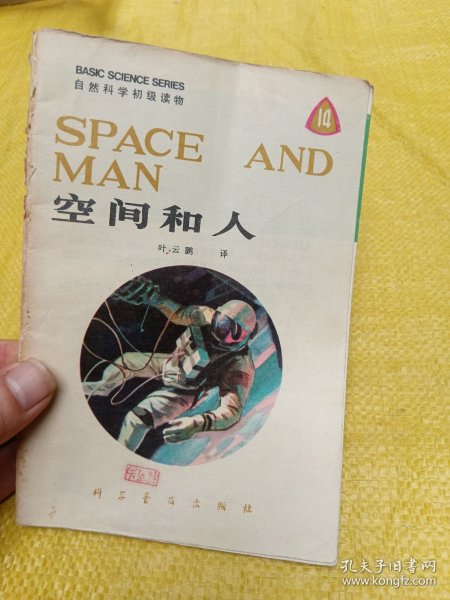 BASIC SCIENCE SERIES
自然科学初级读物
14
SPACE AND
MAN
空间和人
叶云鹏 译
科学普及出版社
孔夫子旧书网
www.kongfz.com